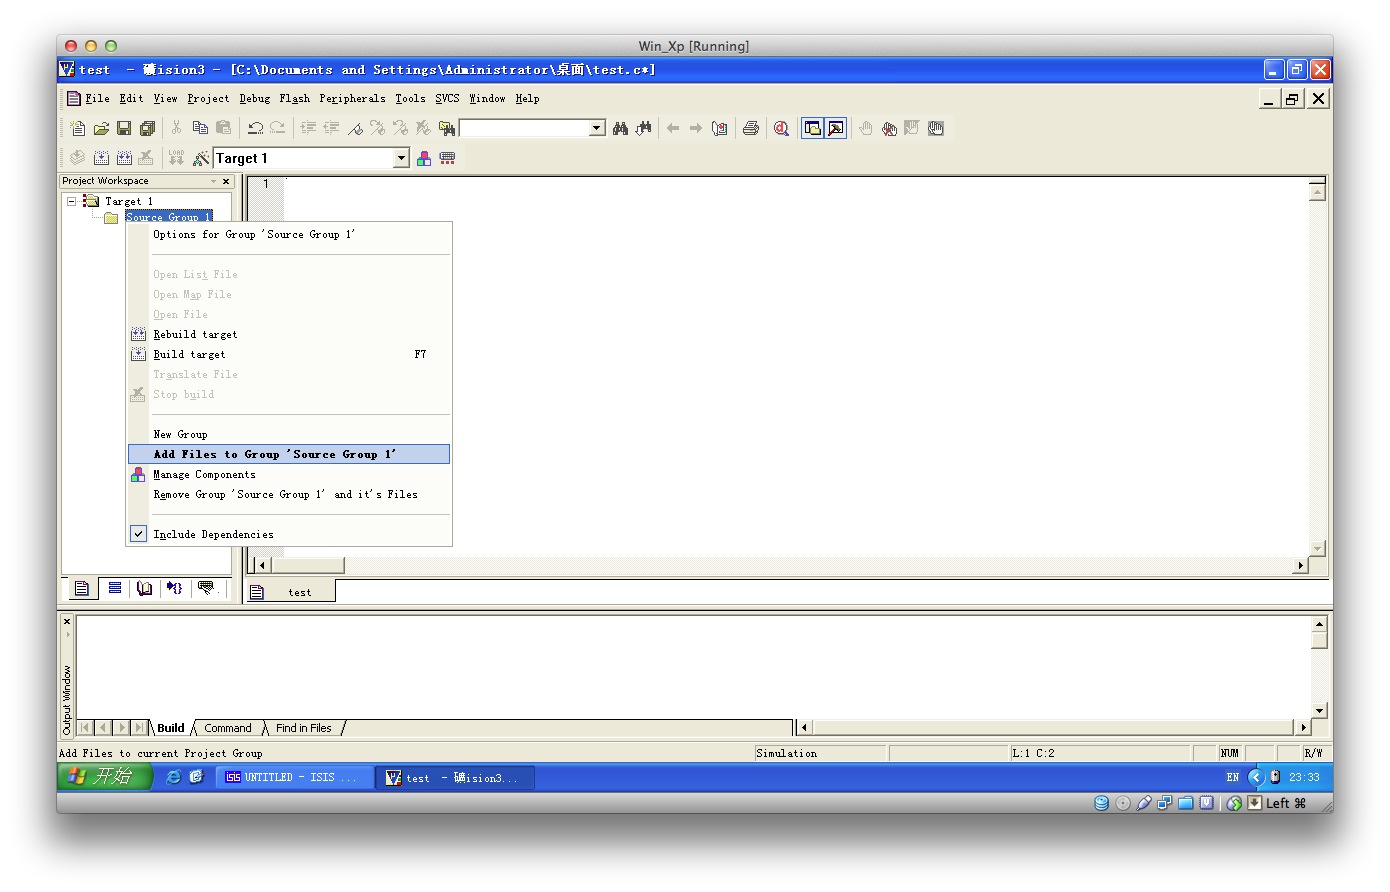 Win_Xp [Running]
test - 礦ision3 - [C:\Documents and Settings\Administrator\桌面\test.c*]
File Edit View Project Debug Flash Peripherals Tools SVCS Window Help
LOAD Target 1
Project Workspace
1
Target 1
Source Group 1
Options for Group 'Source Group 1'
Open List File
Open Map File
Open File
Rebuild target
Build target F7
Translate File
Stop build
New Group
Add Files to Group 'Source Group 1'
Manage Components
Remove Group 'Source Group 1' and it's Files
Include Dependencies
test
Output Window
Build Command Find in Files
Add Files to current Project Group Simulation L:1 C:2 NUM R/W
开始 ISIS UNTITLED - ISIS ... test - 礦ision3... EN 23:33
Left ⌘